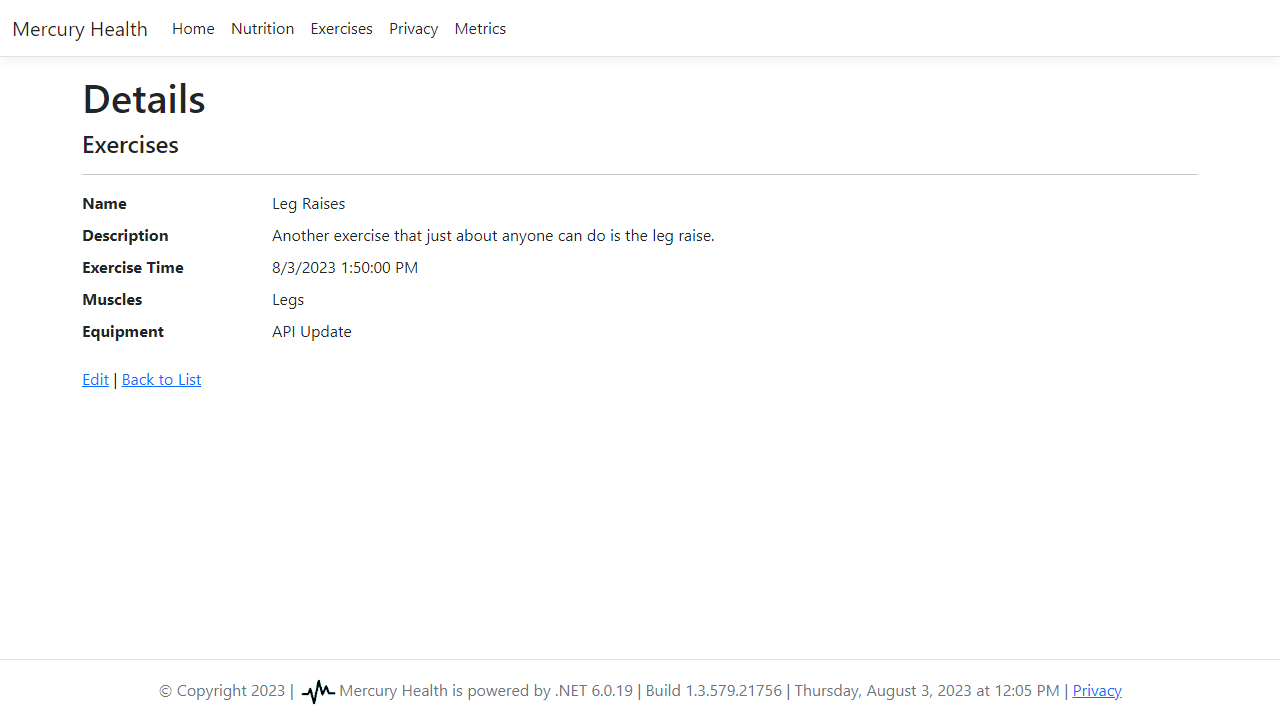 Mercury Health Home Nutrition Exercises Privacy Metrics
Details
Exercises
Name Leg Raises
Description Another exercise that just about anyone can do is the leg raise.
Exercise Time 8/3/2023 1:50:00 PM
Muscles Legs
Equipment API Update
Edit | Back to List
© Copyright 2023 | Mercury Health is powered by .NET 6.0.19 | Build 1.3.579.21756 | Thursday, August 3, 2023 at 12:05 PM | Privacy